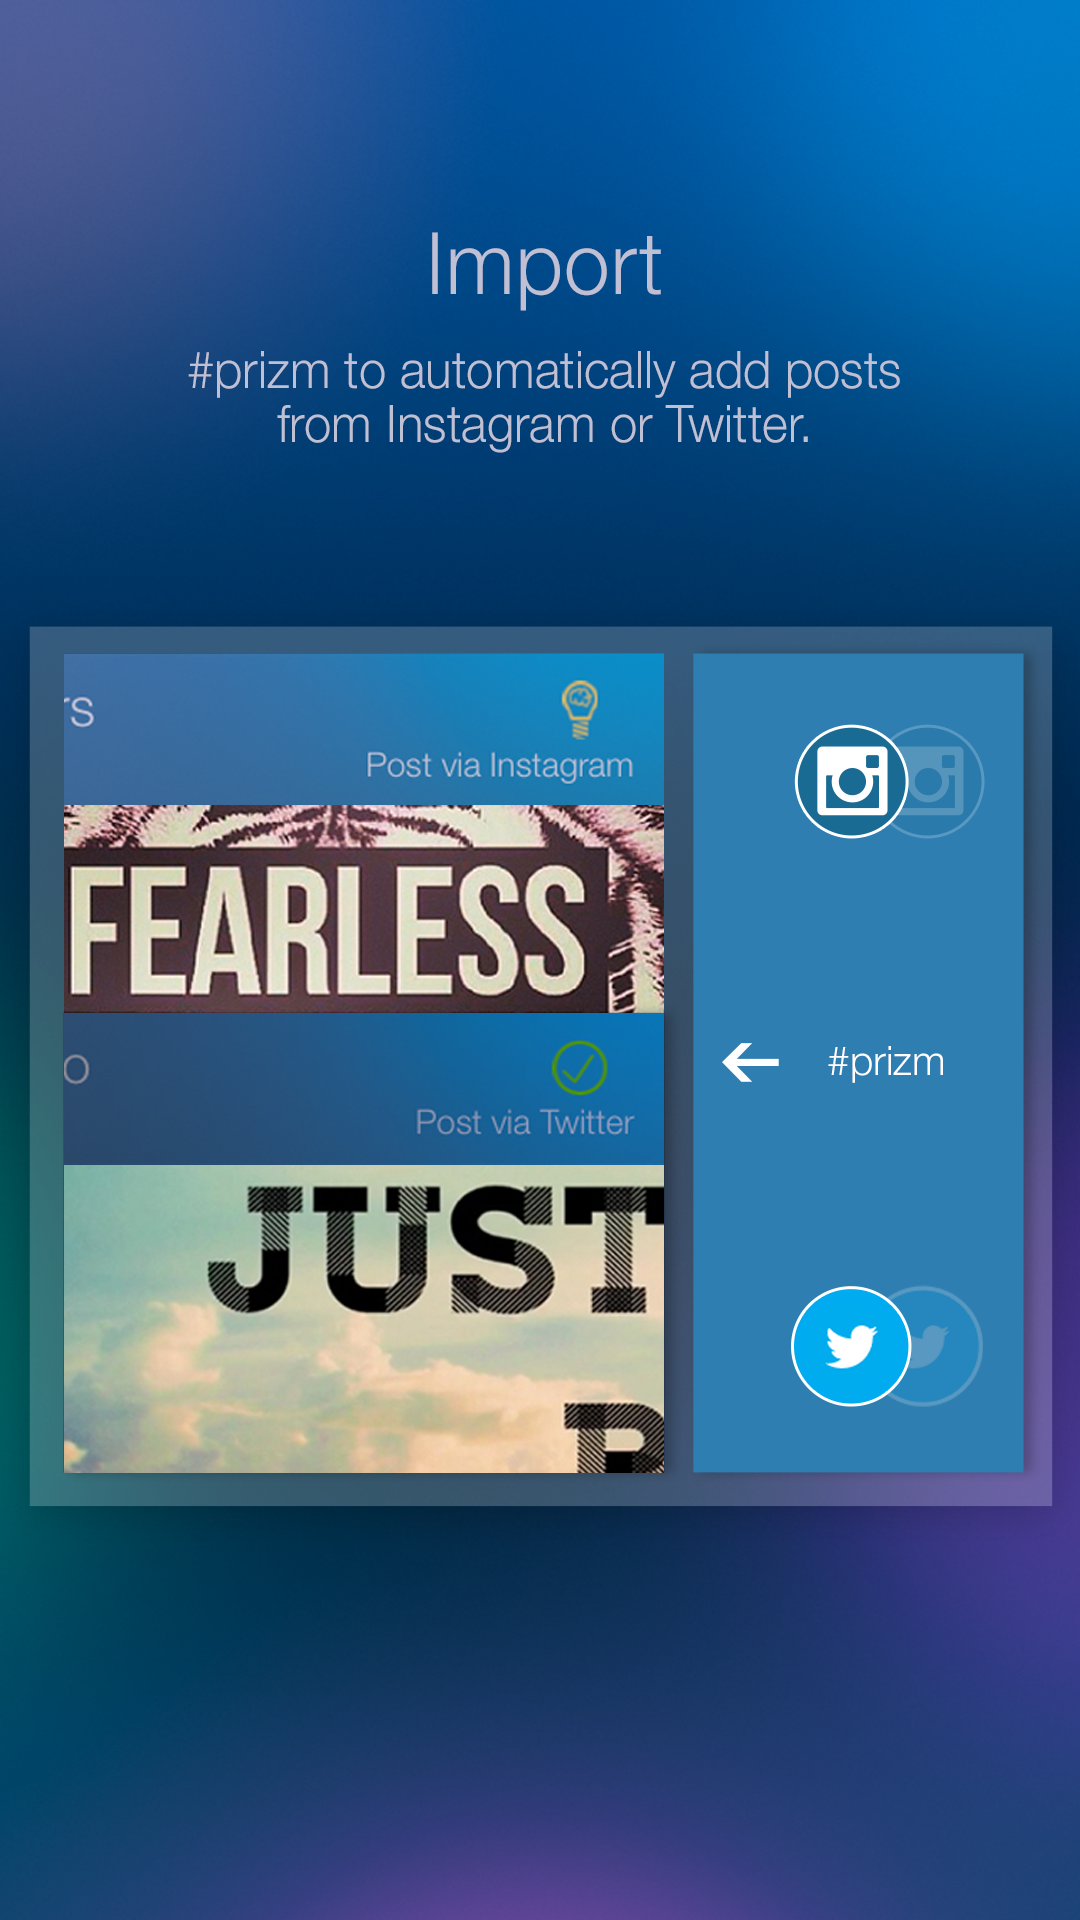 Import
#prizm to automatically add posts
from Instagram or Twitter.
rs
Post via Instagram
FEARLESS
o
Post via Twitter
JUST
#prizm